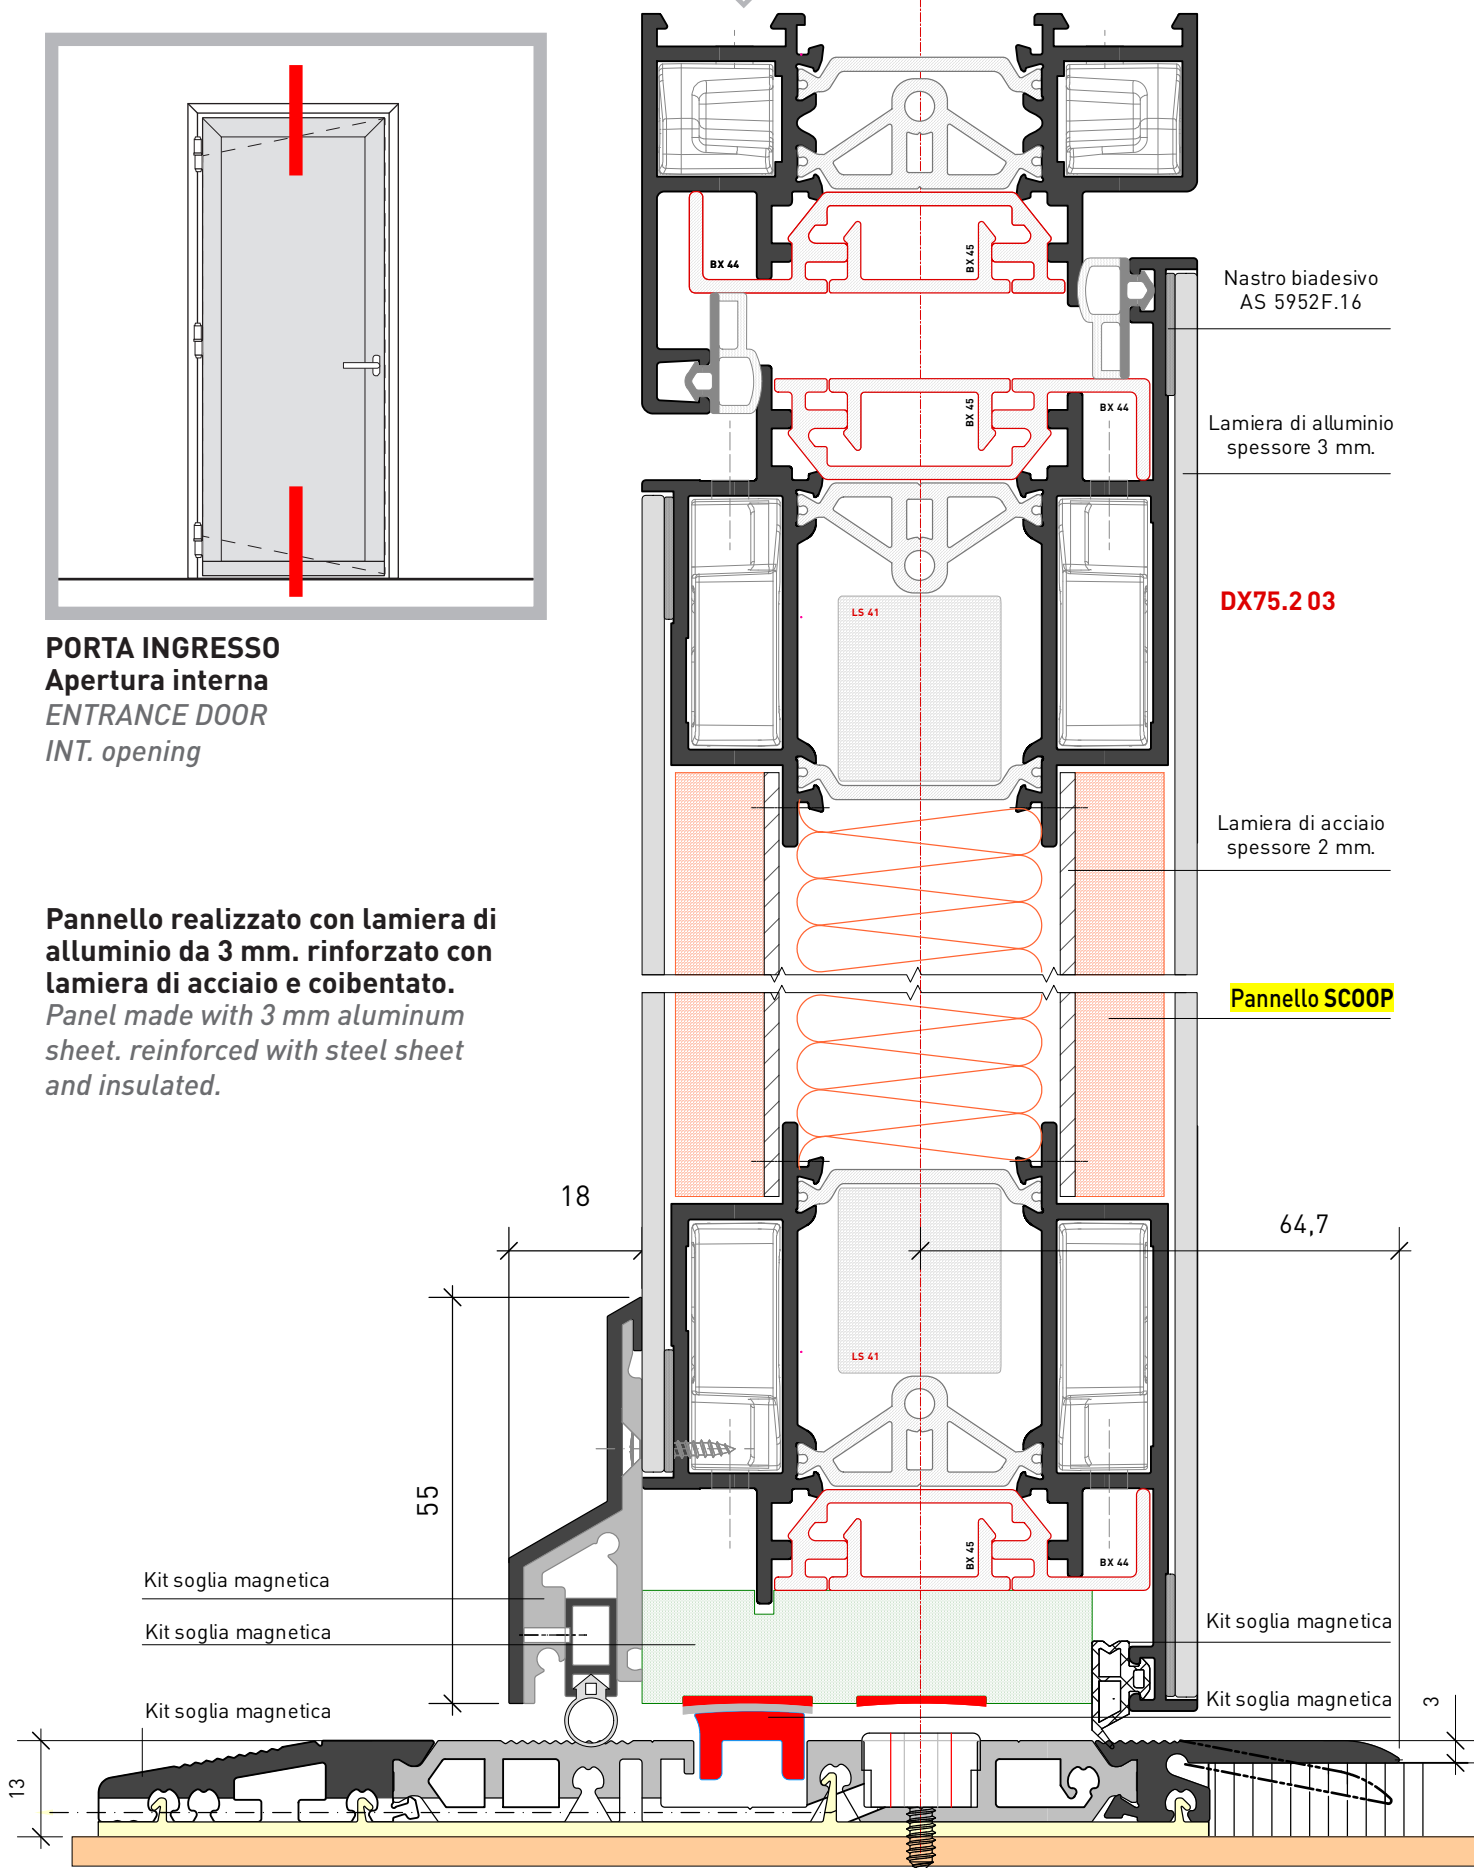 BX 44
BX 45
Nastro biadesivo
AS 5952F.16
BX 45
BX 44
Lamiera di alluminio
spessore 3 mm.
LS 41
DX75.2 03
PORTA INGRESSO
Apertura interna
ENTRANCE DOOR
INT. opening
Lamiera di acciaio
spessore 2 mm.
Pannello realizzato con lamiera di
alluminio da 3 mm. rinforzato con
lamiera di acciaio e coibentato.
Panel made with 3 mm aluminum
sheet. reinforced with steel sheet
and insulated.
Pannello SCOOP
18
64,7
LS 41
55
BX 45
BX 44
Kit soglia magnetica
Kit soglia magnetica
Kit soglia magnetica
Kit soglia magnetica
Kit soglia magnetica
3
13